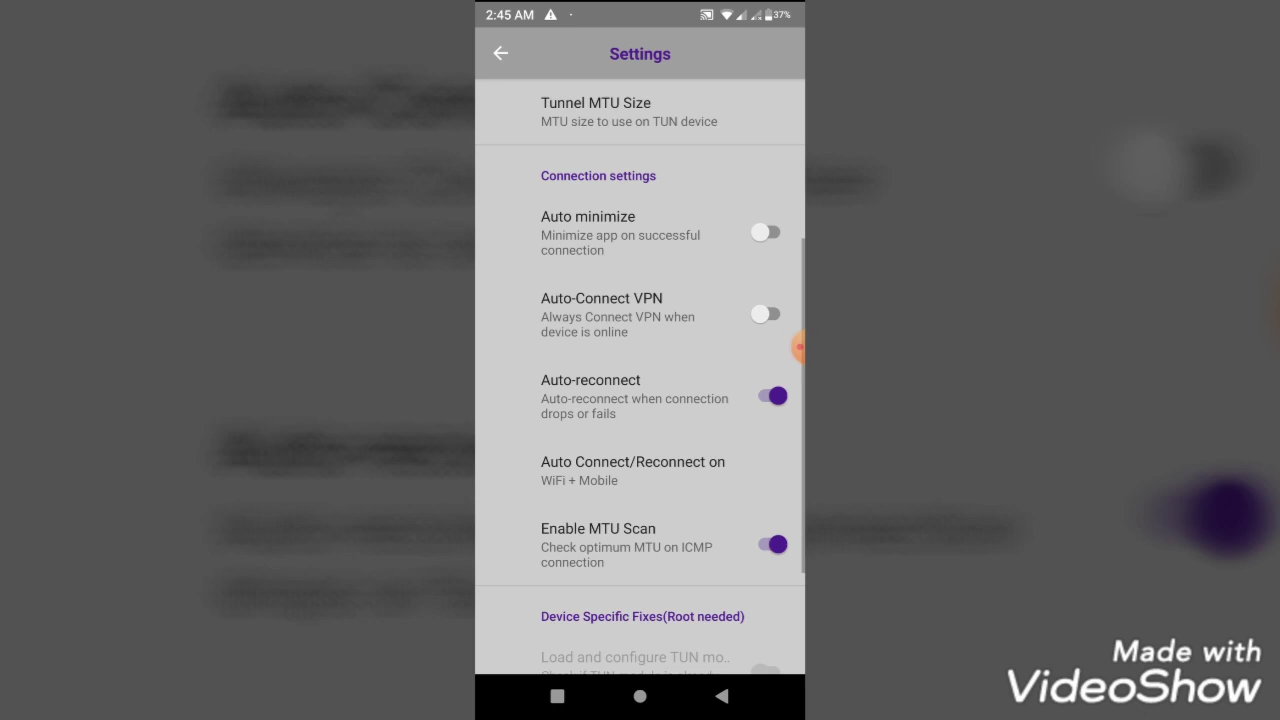 2:45 AM
37%
Settings
Tunnel MTU Size
MTU size to use on TUN device
Connection settings
Auto minimize
Minimize app on successful
connection
Auto-Connect VPN
Always Connect VPN when
device is online
Auto-reconnect
Auto-reconnect when connection
drops or fails
Auto Connect/Reconnect on
WiFi + Mobile
Enable MTU Scan
Check optimum MTU on ICMP
connection
Device Specific Fixes(Root needed)
Load and configure TUN mo..
Made with
VideoShow